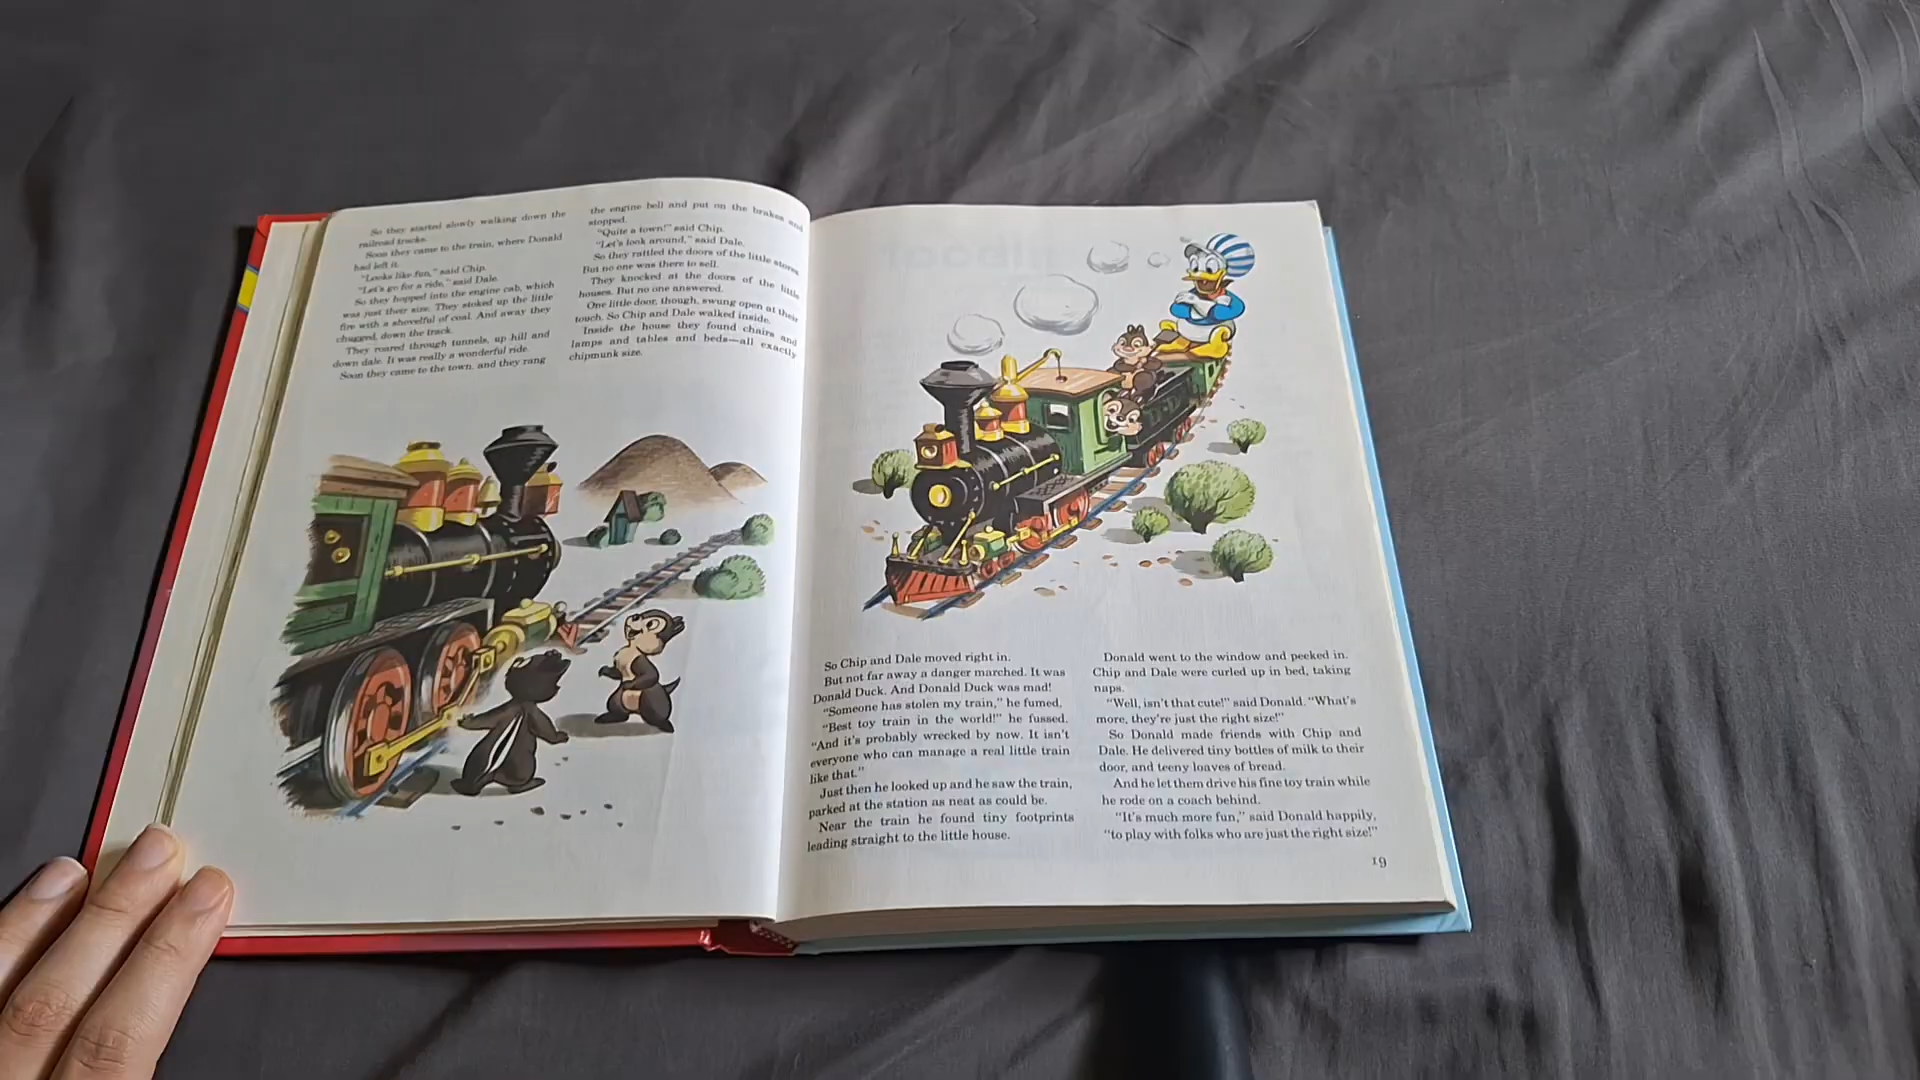 So they started slowly walking down the
railroad tracks.
Soon they came to the train, where Donald
had left it.
"Looks like fun," said Chip.
"Let's go for a ride," said Dale.
So they hopped into the engine cab, which
was just their size. They stoked up the little
fire with a shovelful of coal. And away they
chugged, down the track.
They roared through tunnels, up hill and
down dale. It was really a wonderful ride.
Soon they came to the town, and they rang
the engine bell and put on the brakes and
stopped.
"Quite a town!" said Chip.
"Let's look around," said Dale.
So they rattled the doors of the little stores.
But no one was there to sell.
They knocked at the doors of the little
houses. But no one answered.
One little door, though, swung open at their
touch. So Chip and Dale walked inside.
Inside the house they found chairs and
lamps and tables and beds—all exactly
chipmunk size.
D·D
So Chip and Dale moved right in.
But not far away a danger marched. It was
Donald Duck. And Donald Duck was mad!
"Someone has stolen my train," he fumed.
"Best toy train in the world!" he fussed.
"And it's probably wrecked by now. It isn't
everyone who can manage a real little train
like that."
Just then he looked up and he saw the train,
parked at the station as neat as could be.
Near the train he found tiny footprints
leading straight to the little house.
Donald went to the window and peeked in.
Chip and Dale were curled up in bed, taking
naps.
"Well, isn't that cute!" said Donald. "What's
more, they're just the right size!"
So Donald made friends with Chip and
Dale. He delivered tiny bottles of milk to their
door, and teeny loaves of bread.
And he let them drive his fine toy train while
he rode on a coach behind.
"It's much more fun," said Donald happily,
"to play with folks who are just the right size!"
19